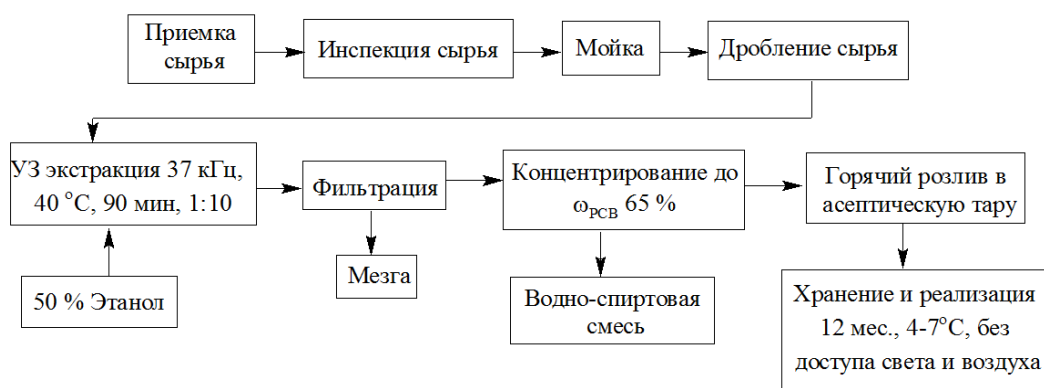 Приемка
сырья
Инспекция сырья
Мойка
Дробление сырья
УЗ экстракция 37 кГц,
40 °С, 90 мин, 1:10
Фильтрация
Концентрирование до
ωРСВ 65 %
Горячий розлив в
асептическую тару
50 % Этанол
Мезга
Водно-спиртовая
смесь
Хранение и реализация
12 мес., 4-7°С, без
доступа света и воздуха